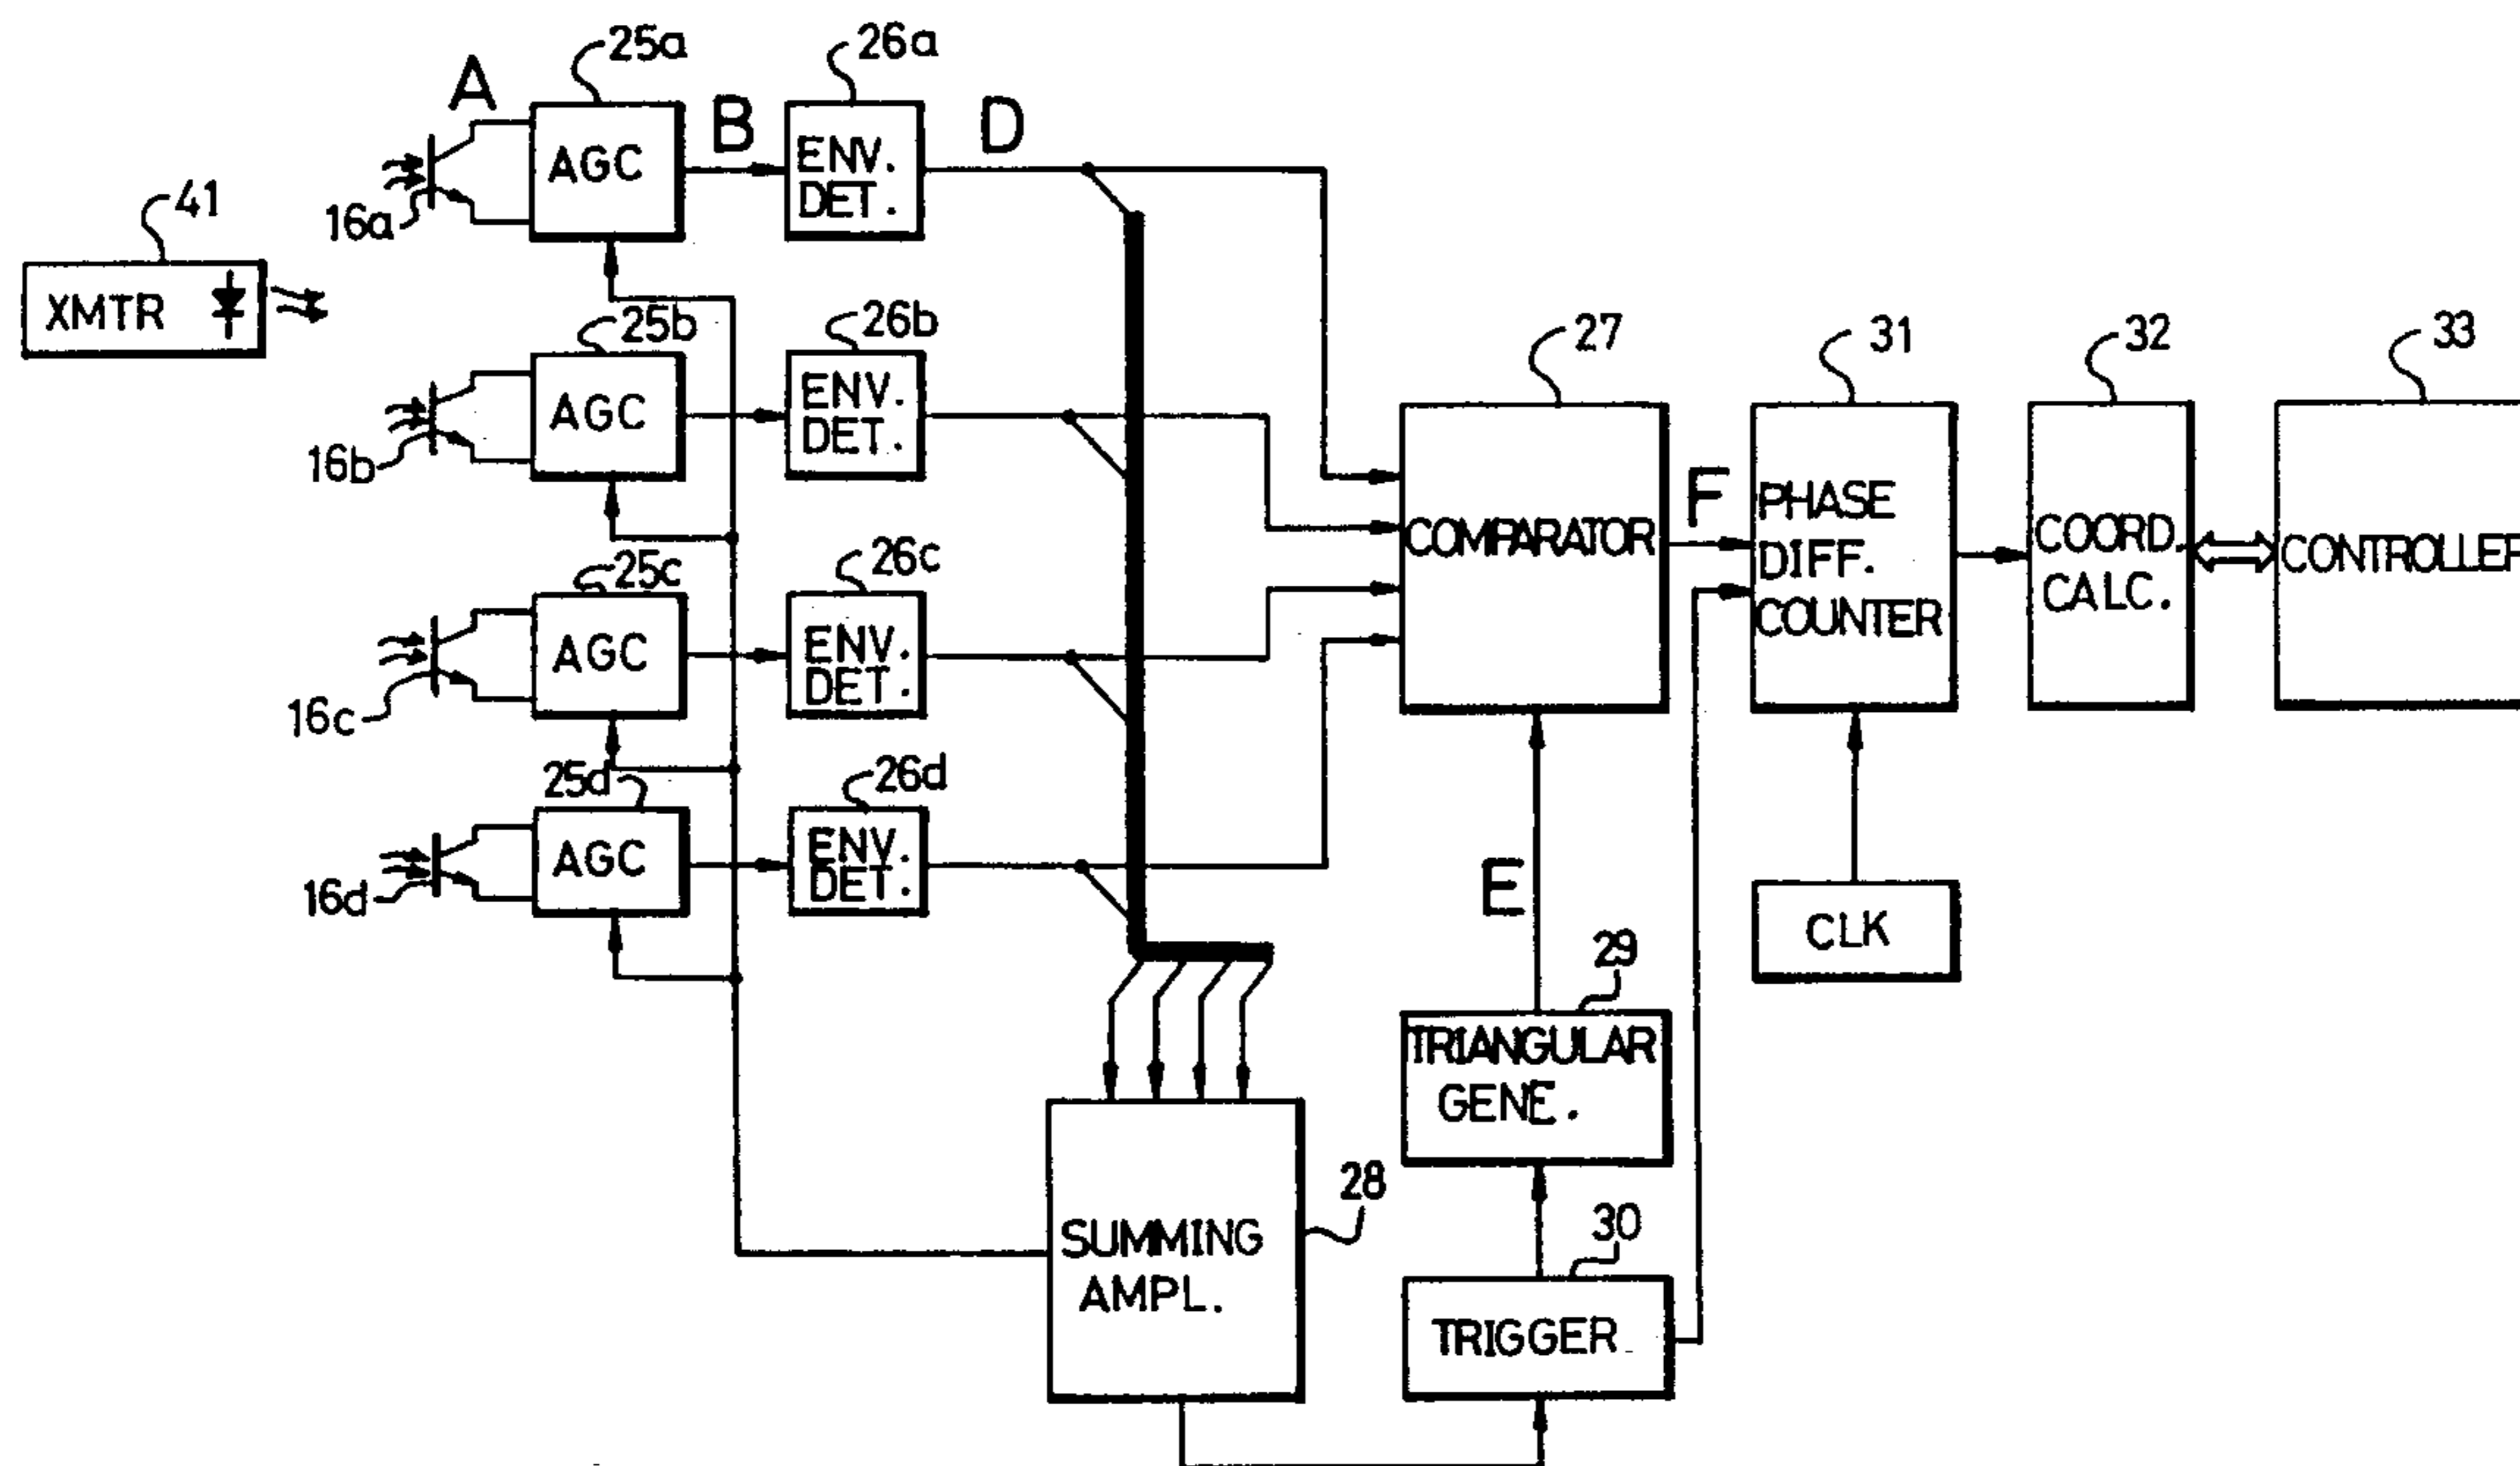 25a
26a
A
B
D
AGC
ENV.
DET.
16a
41
XMTR
25b
26b
AGC
ENV.
DET.
16b
27
31
32
33
COMPARATOR
F
PHASE
DIFF.
COUNTER
COORD.
CALC.
CONTROLLER
25c
26c
AGC
ENV.
DET.
16c
25d
26d
AGC
ENV.
DET.
16d
E
CLK
29
TRIANGULAR
GENE.
28
SUMMING
AMPL.
30
TRIGGER